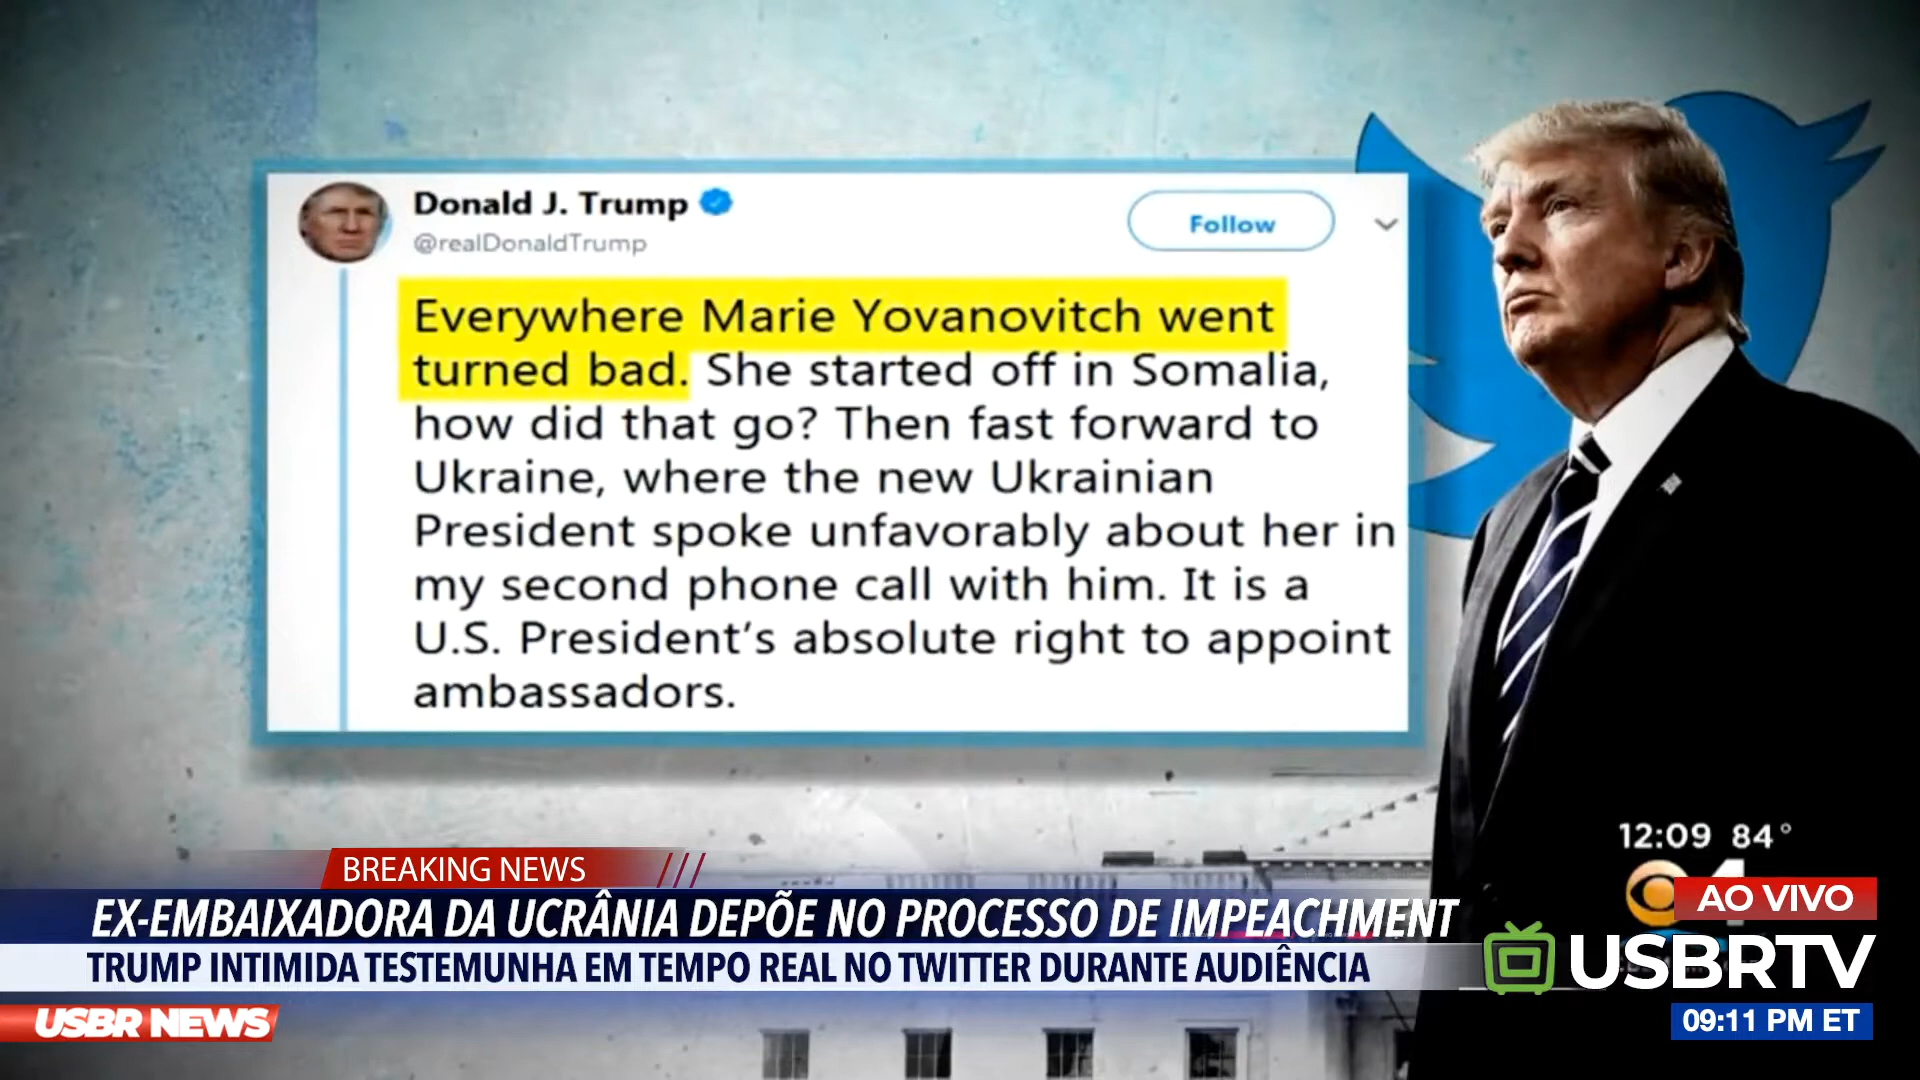 Donald J. Trump
@realDonaldTrump
Follow
Everywhere Marie Yovanovitch went
turned bad. She started off in Somalia,
how did that go? Then fast forward to
Ukraine, where the new Ukrainian
President spoke unfavorably about her in
my second phone call with him. It is a
U.S. President’s absolute right to appoint
ambassadors.
12:09 84°
BREAKING NEWS
EX-EMBAIXADORA DA UCRÂNIA DEPÕE NO PROCESSO DE IMPEACHMENT
TRUMP INTIMIDA TESTEMUNHA EM TEMPO REAL NO TWITTER DURANTE AUDIÊNCIA
AO VIVO
USBRTV
USBR NEWS
09:11 PM ET